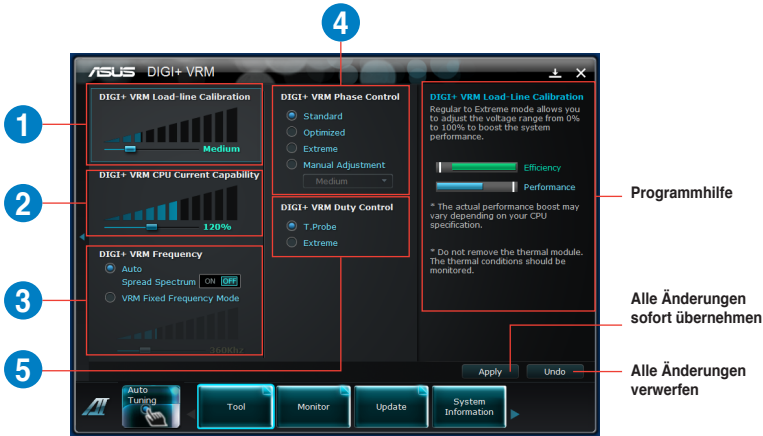 4
ASUS DIGI+ VRM
1
DIGI+ VRM Load-line Calibration
Medium
2
DIGI+ VRM CPU Current Capability
120%
3
DIGI+ VRM Frequency
Auto
Spread Spectrum ON OFF
VRM Fixed Frequency Mode
360Khz
DIGI+ VRM Phase Control
Standard
Optimized
Extreme
Manual Adjustment
Medium
DIGI+ VRM Duty Control
T.Probe
Extreme
5
DIGI+ VRM Load-Line Calibration
Regular to Extreme mode allows you
to adjust the voltage range from 0%
to 100% to boost the system
performance.
Efficiency
Performance
* The actual performance boost may
vary depending on your CPU
specification.
* Do not remove the thermal module.
The thermal conditions should be
monitored.
Programmhilfe
Alle Änderungen
sofort übernehmen
Alle Änderungen
verwerfen
Apply
Undo
Auto
Tuning
Tool
Monitor
Update
System
Information